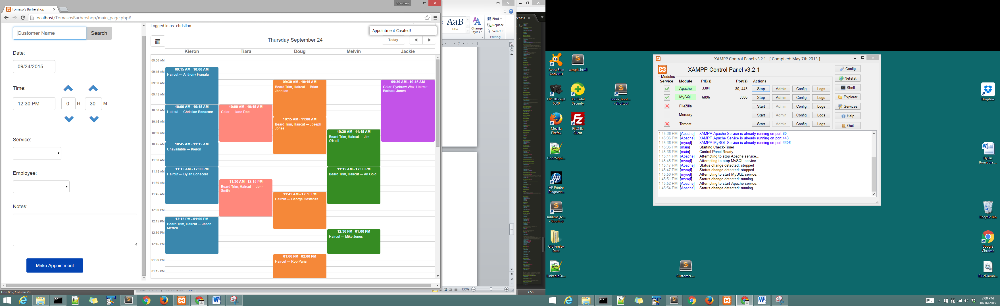 Tomaso's Barbershop
Christian
localhost/TomasosBarbershop/main_page.php#
Customer Name
Search
Date:
09/24/2015
Time:
12:30 PM
0 H
30 M
Service:
Employee:
Notes:
Make Appointment
Logged in as: christian
Appointment Created!
Thursday September 24
Today
Kieron
Tiara
Doug
Melvin
Jackie
09:00 AM
09:15 AM
09:30 AM
09:45 AM
10:00 AM
10:15 AM
10:30 AM
10:45 AM
11:00 AM
11:15 AM
11:30 AM
11:45 AM
12:00 PM
12:15 PM
12:30 PM
12:45 PM
01:00 PM
01:15 PM
09:15 AM - 10:00 AM
Haircut — Anthony Fragala
10:00 AM - 10:45 AM
Haircut — Christian Bonacore
10:45 AM - 11:15 AM
Unavailable — Kieron
11:15 AM - 12:00 PM
Haircut — Dylan Bonacore
12:15 PM - 01:00 PM
Beard Trim, Haircut — Jason
Merrell
10:00 AM - 10:45 AM
Color — Jane Doe
11:30 AM - 12:15 PM
Beard Trim, Haircut — John
Smith
09:30 AM - 10:15 AM
Beard Trim, Haircut — Brian
Johnson
10:15 AM - 11:00 AM
Beard Trim, Haircut — Joseph
Jones
11:45 AM - 12:30 PM
Haircut — George Costanza
01:00 PM - 02:00 PM
Haircut — Rob Parisi
10:30 AM - 11:15 AM
Beard Trim, Haircut — Jim
O'Neill
11:15 AM - 12:00 PM
Beard Trim, Haircut — Ari Gold
12:30 PM - 01:00 PM
Haircut — Mike Jones
09:30 AM - 10:45 AM
Color, Eyebrow Wax, Haircut —
Barbara Jones
Line 805, Column 29
AaB
Title
Change
Styles
Find
Replace
Select
Editing
7
130%
eet.css
to
is
CSS
Avast Free
Antivirus
sample.html
HP Officejet
6600
360 Total
Security
index_boot...
- Shortcut
Mozilla
Firefox
FileZilla
Client
CodeSigni...
HP Printer
Diagnost...
sublime_te...
- Shortcut
Old Firefox
Data
LinkedinSu...
Customer....
XAMPP Control Panel v3.2.1 [ Compiled: May 7th 2013 ]
XAMPP Control Panel v3.2.1
Modules
Service Module PID(s) Port(s) Actions
Apache 3304 80, 443 Stop Admin Config Logs
MySQL 6896 3306 Stop Admin Config Logs
FileZilla Start Admin Config Logs
Mercury Start Admin Config Logs
Tomcat Start Admin Config Logs
Config
Netstat
Shell
Explorer
Services
Help
Quit
1:45:36 PM [Apache] XAMPP Apache Service is already running on port 80
1:45:36 PM [Apache] XAMPP Apache Service is already running on port 443
1:45:36 PM [mysql] XAMPP MySQL Service is already running on port 3306
1:45:36 PM [main] Starting Check-Timer
1:45:36 PM [main] Control Panel Ready
1:45:44 PM [Apache] Attempting to stop Apache service...
1:45:45 PM [mysql] Attempting to stop MySQL service...
1:45:47 PM [Apache] Status change detected: stopped
1:45:47 PM [mysql] Status change detected: stopped
1:45:50 PM [mysql] Attempting to start MySQL service...
1:45:51 PM [mysql] Status change detected: running
1:45:52 PM [Apache] Attempting to start Apache service...
1:45:54 PM [Apache] Status change detected: running
Dropbox
Dylan
Bonacore....
Recycle Bin
Google
Chrome
BlueDiamo...
7:00 PM
10/16/2015